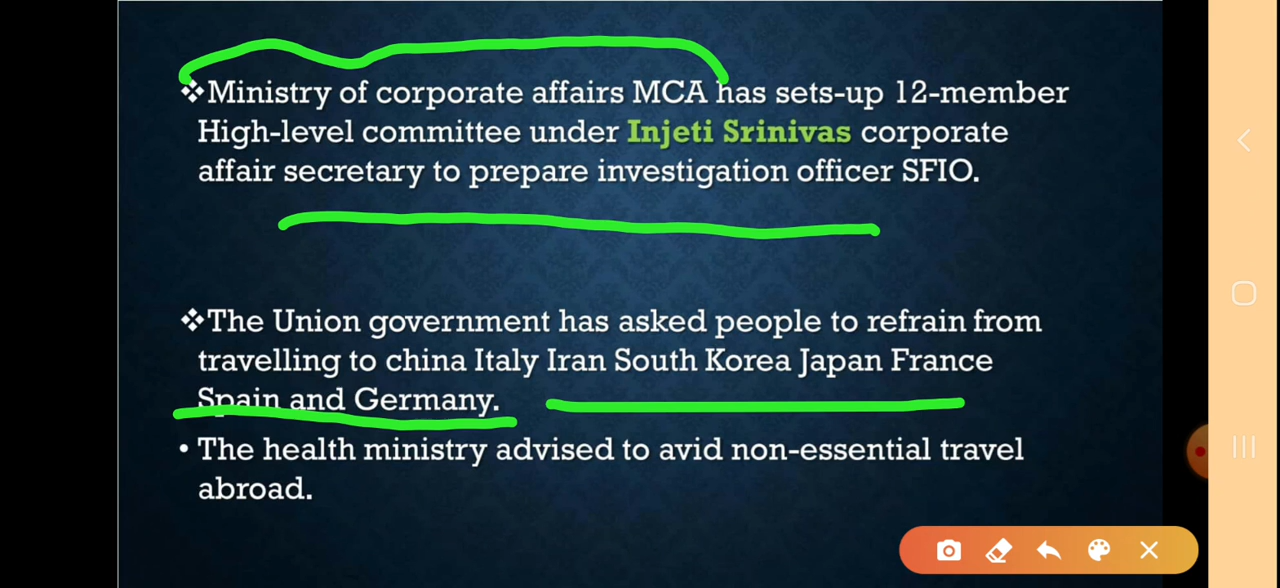 ❖Ministry of corporate affairs MCA has sets-up 12-member
High-level committee under Injeti Srinivas corporate
affair secretary to prepare investigation officer SFIO.
❖The Union government has asked people to refrain from
travelling to china Italy Iran South Korea Japan France
Spain and Germany.
• The health ministry advised to avid non-essential travel
abroad.